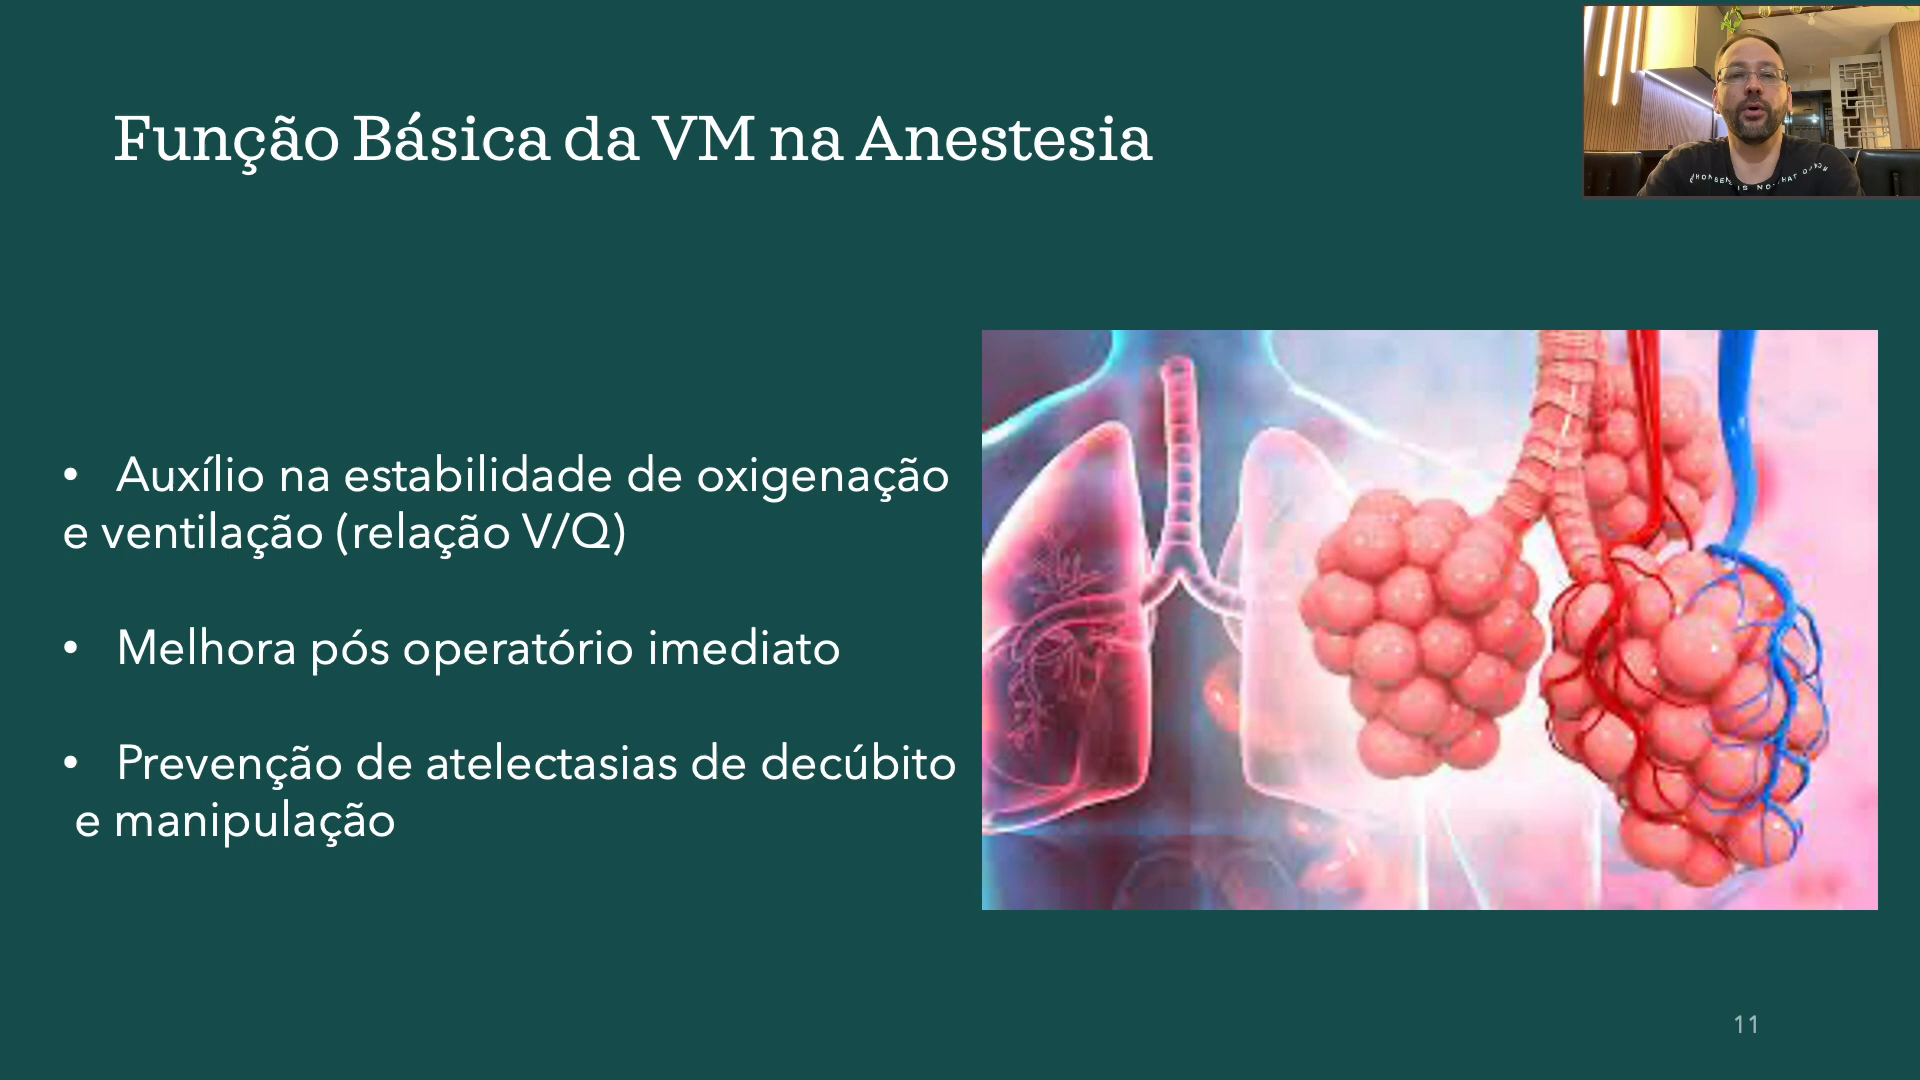 Função Básica da VM na Anestesia
• Auxílio na estabilidade de oxigenação
e ventilação (relação V/Q)
• Melhora pós operatório imediato
• Prevenção de atelectasias de decúbito
e manipulação
11